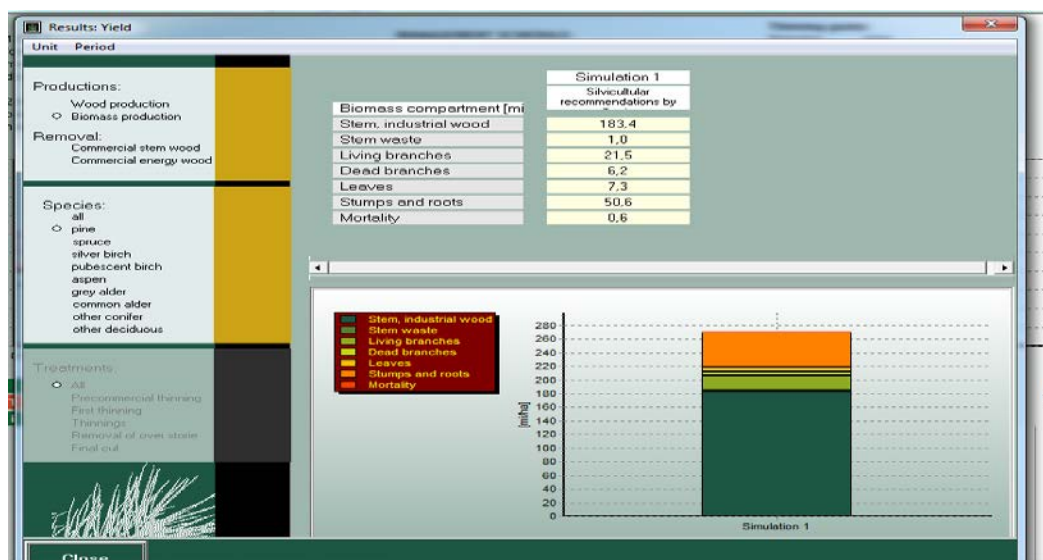 Results: Yield
Unit Period
Productions:
Wood production
Biomass production
Removal:
Commercial stem wood
Commercial energy wood
Species:
all
pine
spruce
silver birch
pubescent birch
aspen
grey alder
common alder
other conifer
other deciduous
Treatments:
All
Precommercial thinning
First thinning
Thinnings
Removal of over storie
Final cut
Close
Simulation 1
Silvicultular
recommendations by
Biomass compartment [mi
Stem, industrial wood 183,4
Stem waste 1,0
Living branches 21,5
Dead branches 6,2
Leaves 7,3
Stumps and roots 50,6
Mortality 0,6
Stem, industrial wood
Stem waste
Living branches
Dead branches
Leaves
Stumps and roots
Mortality
[mi/ha]
280
260
240
220
200
180
160
140
120
100
80
60
40
20
0
Simulation 1